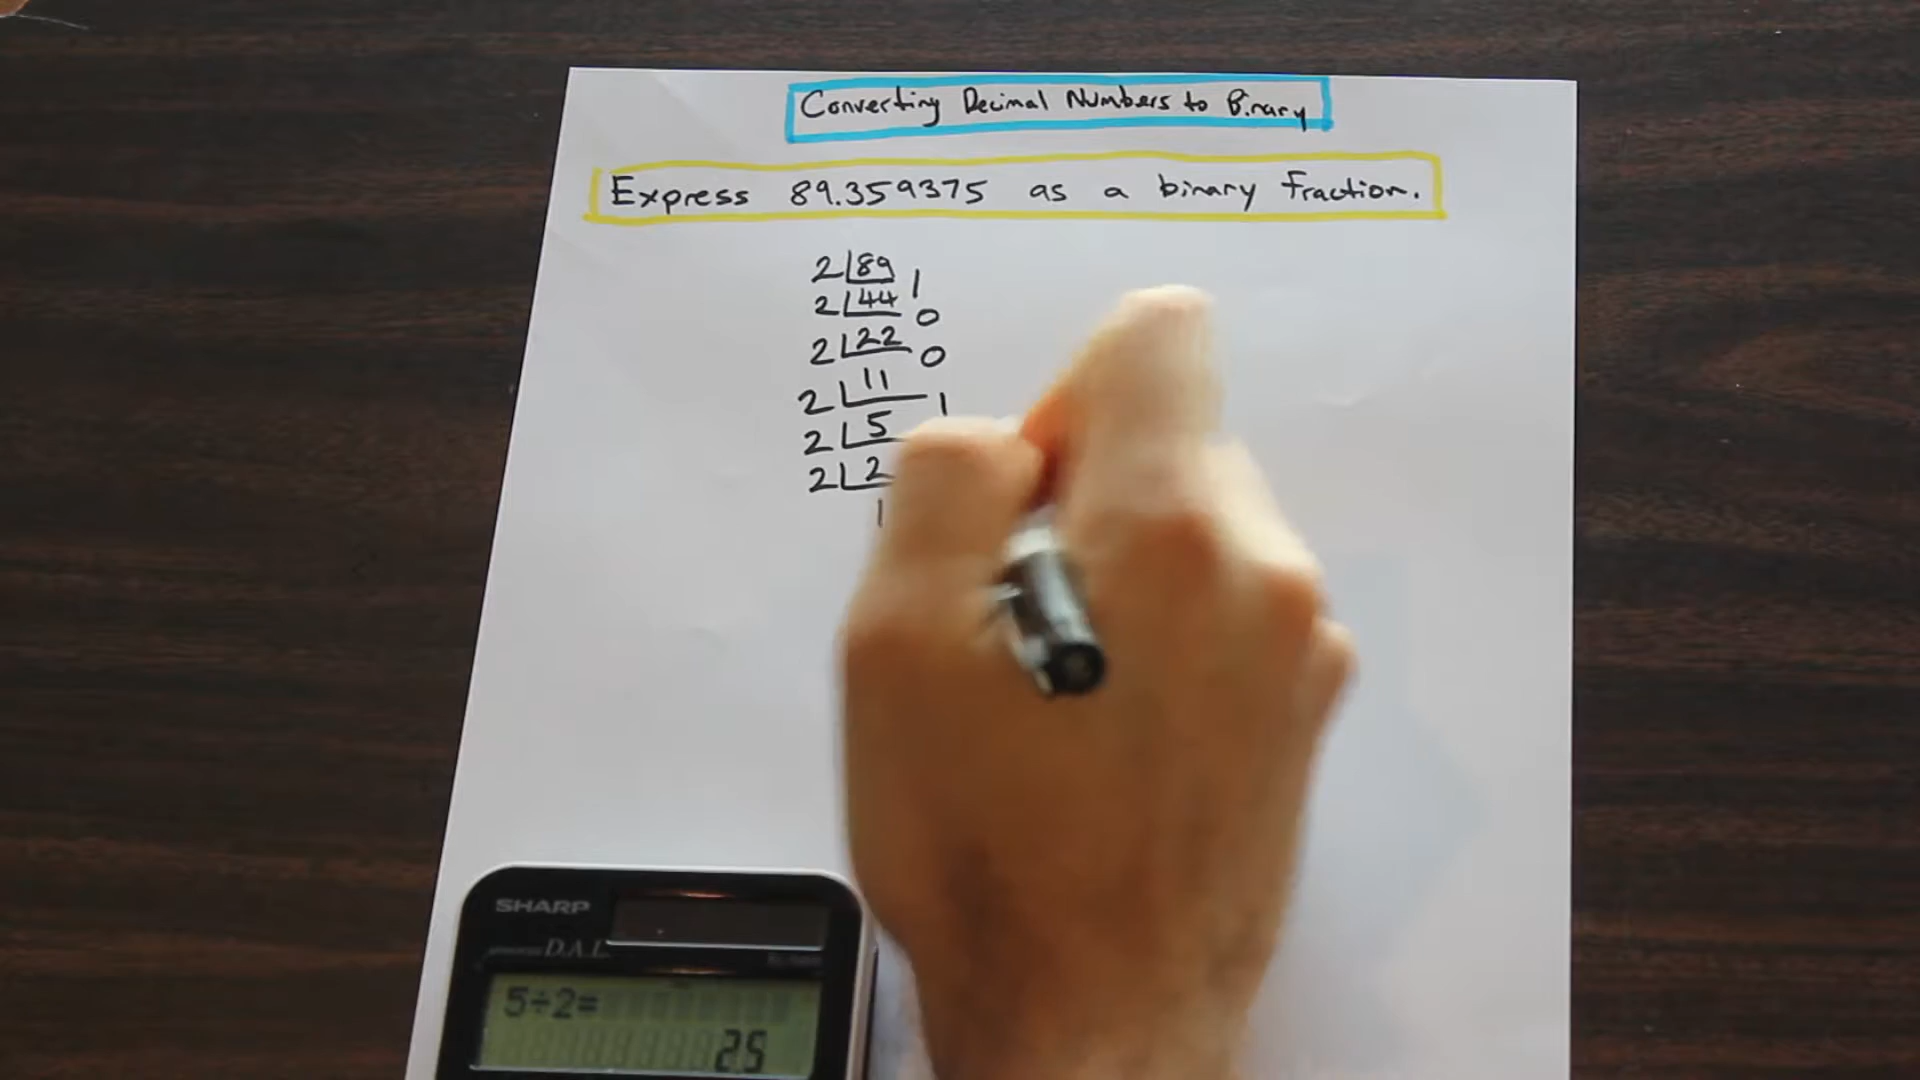 Converting Decimal Numbers to Binary
Express 89.359375 as a binary fraction.
2 89
2 44 1
2 22 0
2 11 0
2 5 1
2 2
1
SHARP
D.A.L
5÷2=
2.5